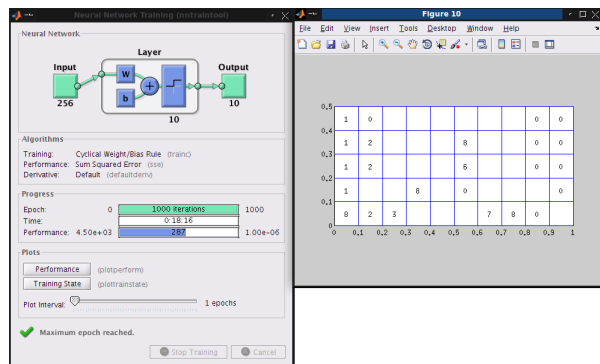 Neural Network Training (nntraintool)
Neural Network
Layer
Input
W
b
+
Output
256
10
10
Algorithms
Training: Cyclical Weight/Bias Rule (trainc)
Performance: Sum Squared Error (sse)
Derivative: Default (defaultderiv)
Progress
Epoch: 0 1000 iterations 1000
Time: 0:18:16
Performance: 4.50e+03 287 1.00e-06
Plots
Performance (plotperform)
Training State (plottrainstate)
Plot Interval: 1 epochs
Maximum epoch reached.
Stop Training Cancel
Figure 10
File Edit View Insert Tools Desktop Window Help
0.5
1 0 0 0
0.4
1 2 8 0 0
0.3
1 2 6 0 0
0.2
1 8 0 0
0.1
8 2 3 7 8 0
0
0 0.1 0.2 0.3 0.4 0.5 0.6 0.7 0.8 0.9 1